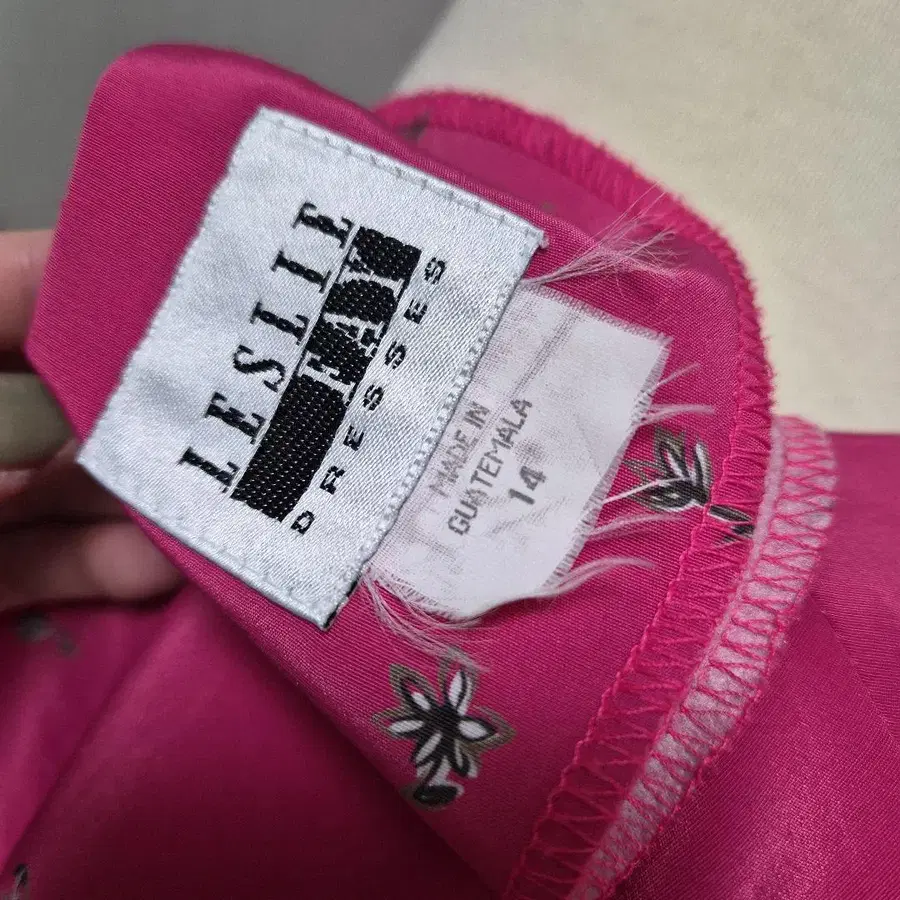 LESLIE
FAY
DRESSES
MADE IN
GUATEMALA
14